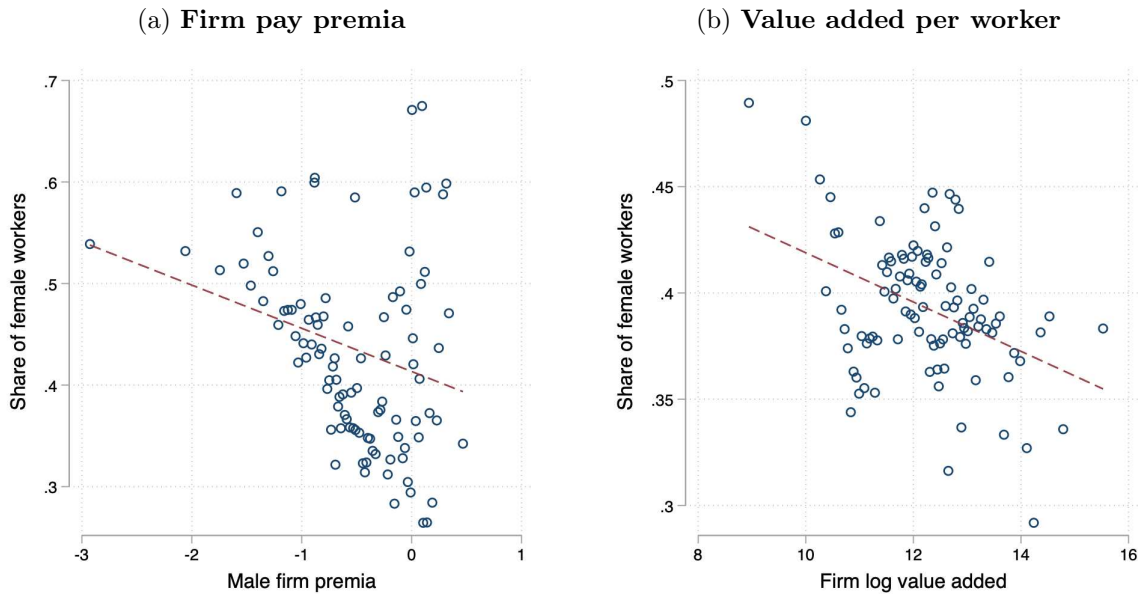 (a) Firm pay premia
.7
.6
.5
.4
.3
Share of female workers
-3 -2 -1 0 1
Male firm premia
(b) Value added per worker
.5
.45
.4
.35
.3
Share of female workers
8 10 12 14 16
Firm log value added